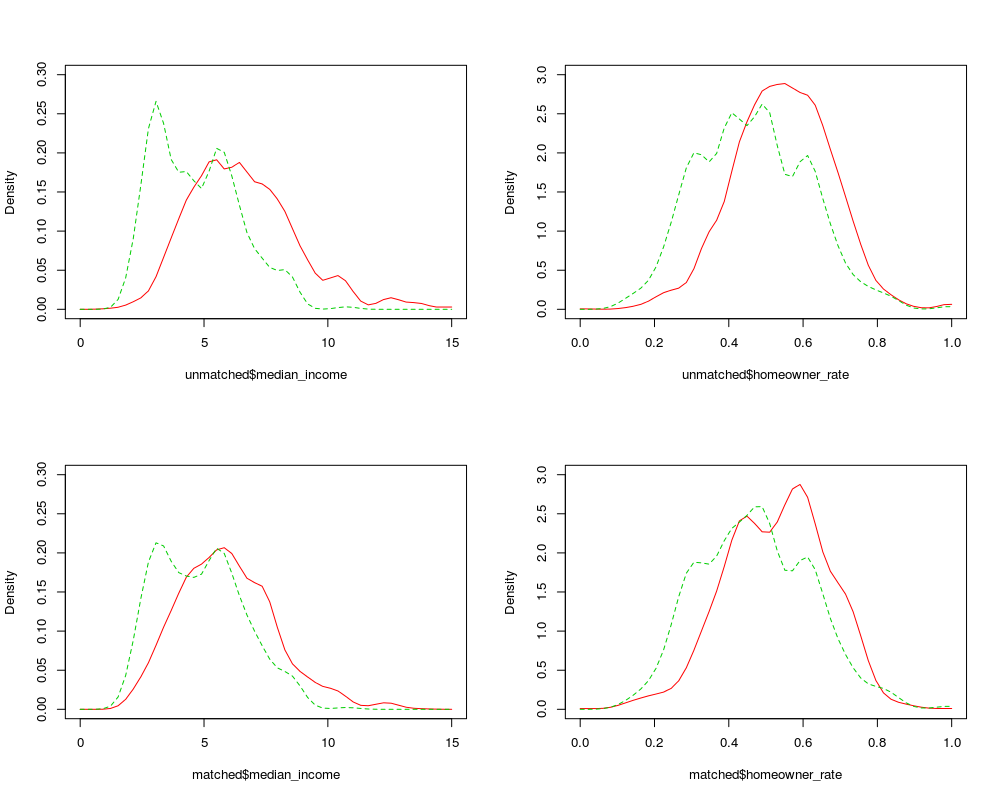 0.00 0.05 0.10 0.15 0.20 0.25 0.30
Density
0 5 10 15
unmatched$median_income
0.0 0.5 1.0 1.5 2.0 2.5 3.0
Density
0.0 0.2 0.4 0.6 0.8 1.0
unmatched$homeowner_rate
0.00 0.05 0.10 0.15 0.20 0.25 0.30
Density
0 5 10 15
matched$median_income
0.0 0.5 1.0 1.5 2.0 2.5 3.0
Density
0.0 0.2 0.4 0.6 0.8 1.0
matched$homeowner_rate